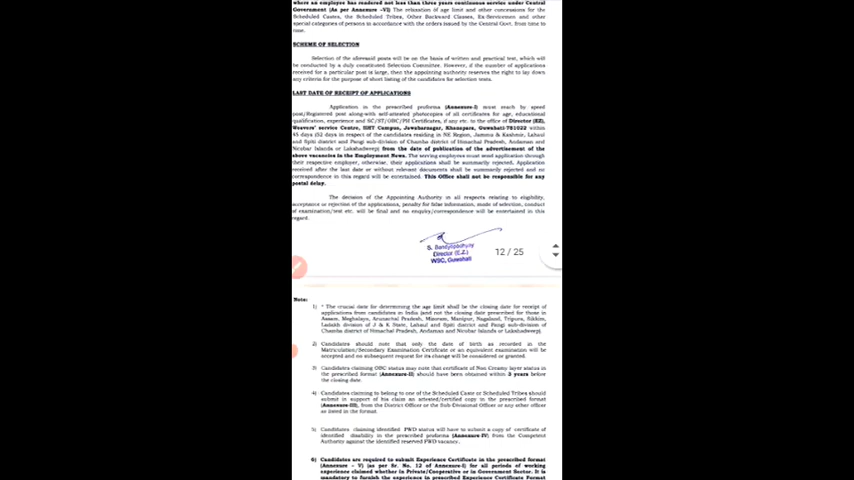 where an employee has rendered not less than three years continuous service under Central
Government (As per Annexure –VI) The relaxation of age limit and other concessions for the
Scheduled Castes, the Scheduled Tribes, Other Backward Classes, Ex-Servicemen and other
special categories of persons in accordance with the orders issued by the Central Govt. from time to
time.
SCHEME OF SELECTION
Selection of the aforesaid posts will be on the basis of written and practical test, which will
be conducted by a duly constituted Selection Committee. However, if the number of applications
received for a particular post is large, then the appointing authority reserves the right to lay down
any criteria for the purpose of short listing of the candidates for selection tests.
LAST DATE OF RECEIPT OF APPLICATIONS
Application in the prescribed proforma (Annexure-I) must reach by speed
post/Registered post along-with self-attested photocopies of all certificates for age, educational
qualification, experience and SC/ST/OBC/PH Certificates, if any etc. to the office of Director (EZ),
Weavers' service Centre, IIHT Campus, Jawaharnagar, Khanapara, Guwahati-781022 within
45 days (52 days in respect of the candidates residing in NE Region, Jammu & Kashmir, Lahaul
and Spiti district and Pangi sub-division of Chamba district of Himachal Pradesh, Andaman and
Nicobar Islands or Lakshadweep) from the date of publication of the advertisement of the
above vacancies in the Employment News. The serving employees must send application through
their respective employer, otherwise, their applications shall be summarily rejected. Application
received after the last date or without relevant documents shall be summarily rejected and no
correspondence in this regard will be entertained. This Office shall not be responsible for any
postal delay.
The decision of the Appointing Authority in all respects relating to eligibility,
acceptance or rejection of the applications, penalty for false information, mode of selection, conduct
of examination/test etc. will be final and no enquiry/correspondence will be entertained in this
regard.
S. Bandyopadhyay
Director (E.Z.)
WSC, Guwahati
12 / 25
Note:
1) * The crucial date for determining the age limit shall be the closing date for receipt of
applications from candidates in India (and not the closing date prescribed for those in
Assam, Meghalaya, Arunachal Pradesh, Mizoram, Manipur, Nagaland, Tripura, Sikkim,
Ladakh division of J & K State, Lahaul and Spiti district and Pangi sub-division of
Chamba district of Himachal Pradesh, Andaman and Nicobar Islands or Lakshadweep)
2) Candidates should note that only the date of birth as recorded in the
Matriculation/Secondary Examination Certificate or an equivalent examination will be
accepted and no subsequent request for its change will be considered or granted.
3) Candidates claiming OBC status may note that certificate of Non Creamy layer status in
the prescribed format (Annexure-II) should have been obtained within 3 years before
the closing date.
4) Candidates claiming to belong to one of the Scheduled Caste or Scheduled Tribes should
submit in support of his claim an attested/certified copy in the prescribed format
(Annexure-III), from the District Officer or the Sub-Divisional Officer or any other officer
as listed in the format.
5) Candidates claiming identified PWD status will have to submit a copy of certificate of
identified disability in the prescribed proforma (Annexure-IV) from the Competent
Authority against the identified reserved PWD vacancy.
6) Candidates are required to submit Experience Certificate in the prescribed format
(Annexure – V) (as per Sr. No. 12 of Annexure-I) for all periods of working
experience claimed whether in Private/Cooperative or in Government Sector. It is
mandatory to furnish the experience in prescribed Experience Certificate Format